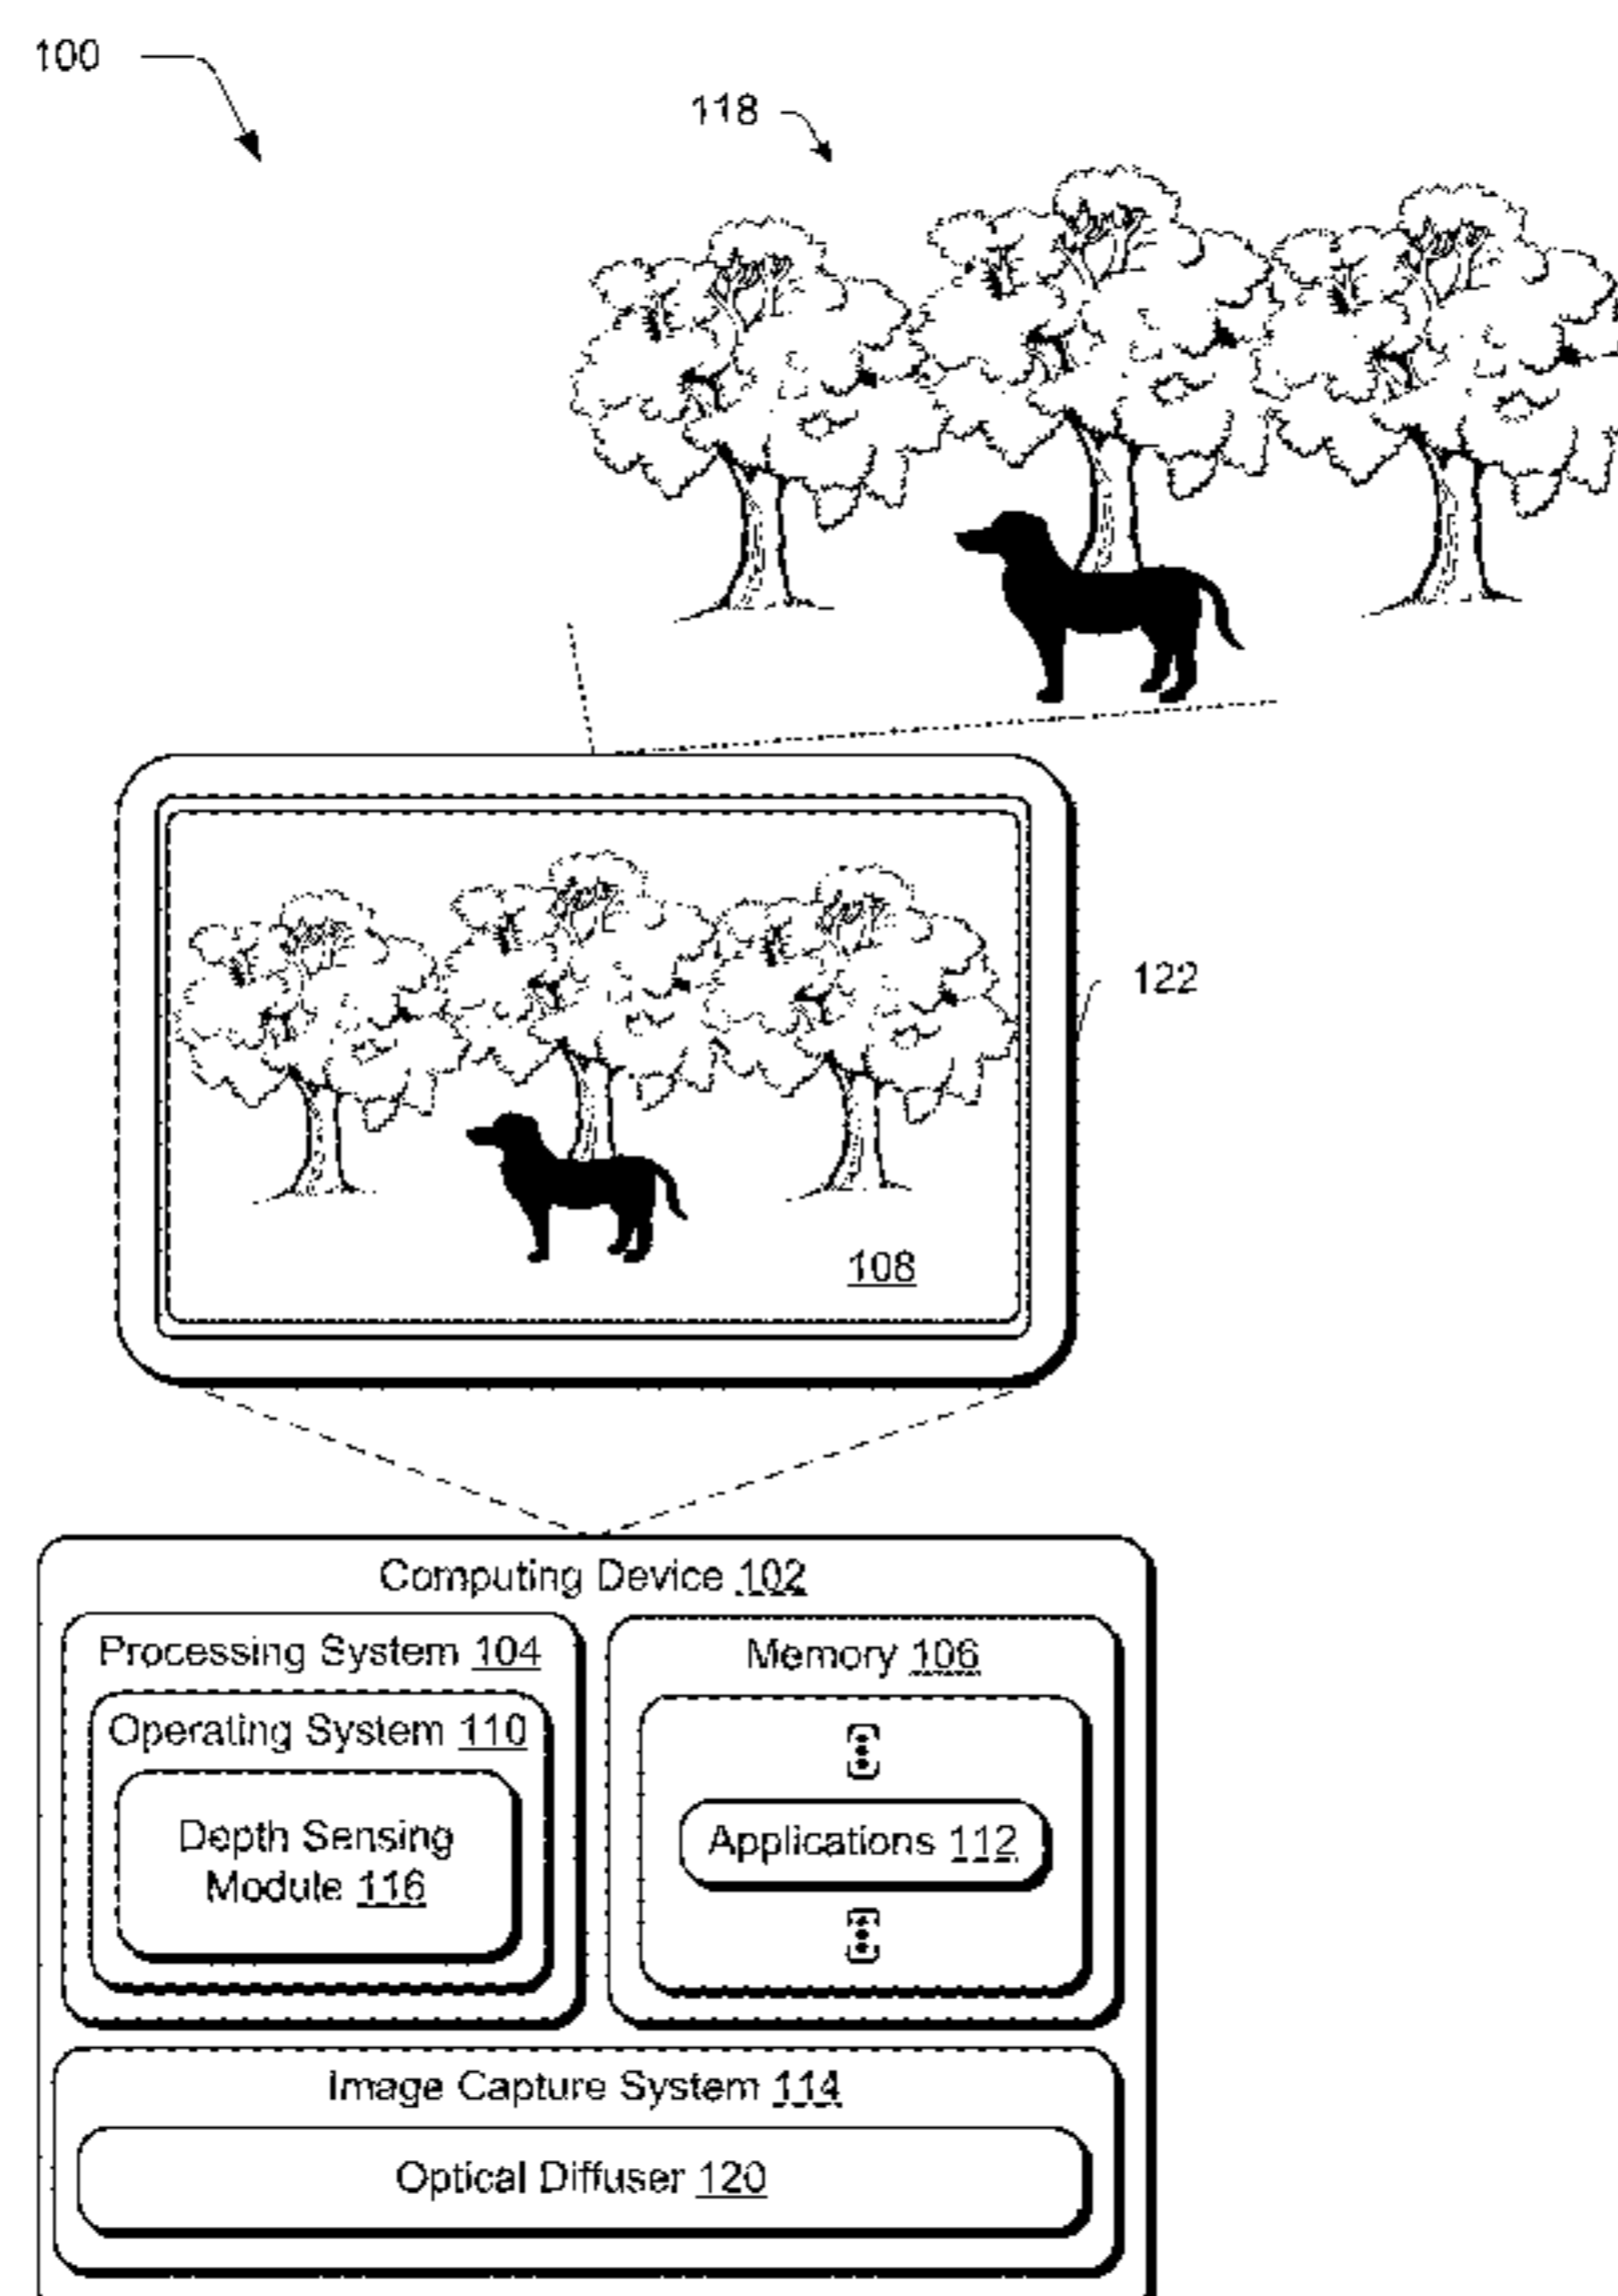 100
118
122
108
Computing Device 102
Processing System 104
Operating System 110
Depth Sensing
Module 116
Memory 106
Applications 112
Image Capture System 114
Optical Diffuser 120